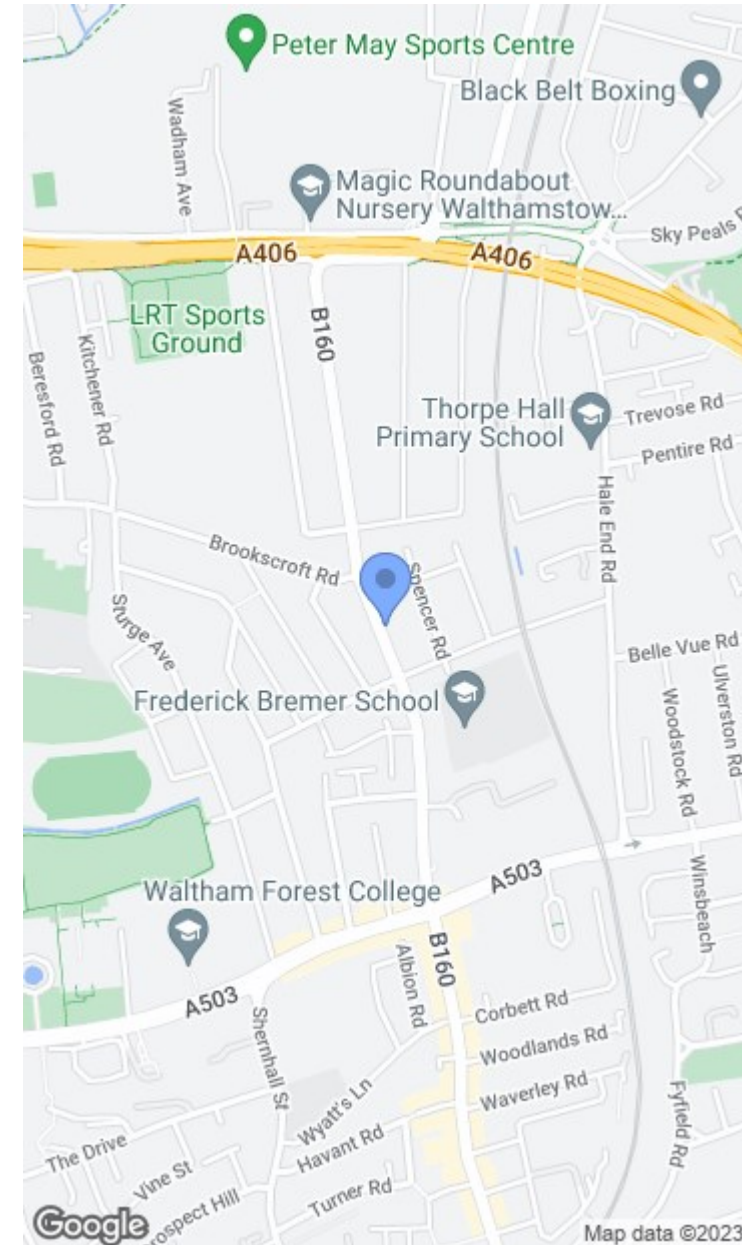 Peter May Sports Centre
Black Belt Boxing
Wadham Ave
Magic Roundabout
Nursery Walthamstow...
Sky Peals
A406
A406
LRT Sports
Ground
B160
Beresford Rd
Kitchener Rd
Thorpe Hall
Primary School
Trevose Rd
Pentire Rd
Hale End Rd
Brookscroft Rd
Spencer Rd
Sturge Ave
Belle Vue Rd
Frederick Bremer School
Woodstock Rd
Ulverston Rd
Winsbeach
A503
Waltham Forest College
B160
Albion Rd
A503
Shernhall St
Corbett Rd
Woodlands Rd
Waverley Rd
Wyatt's Ln
Havant Rd
Fyfield Rd
The Drive
Vine St
rospect Hill
Turner Rd
Google
Map data ©2023